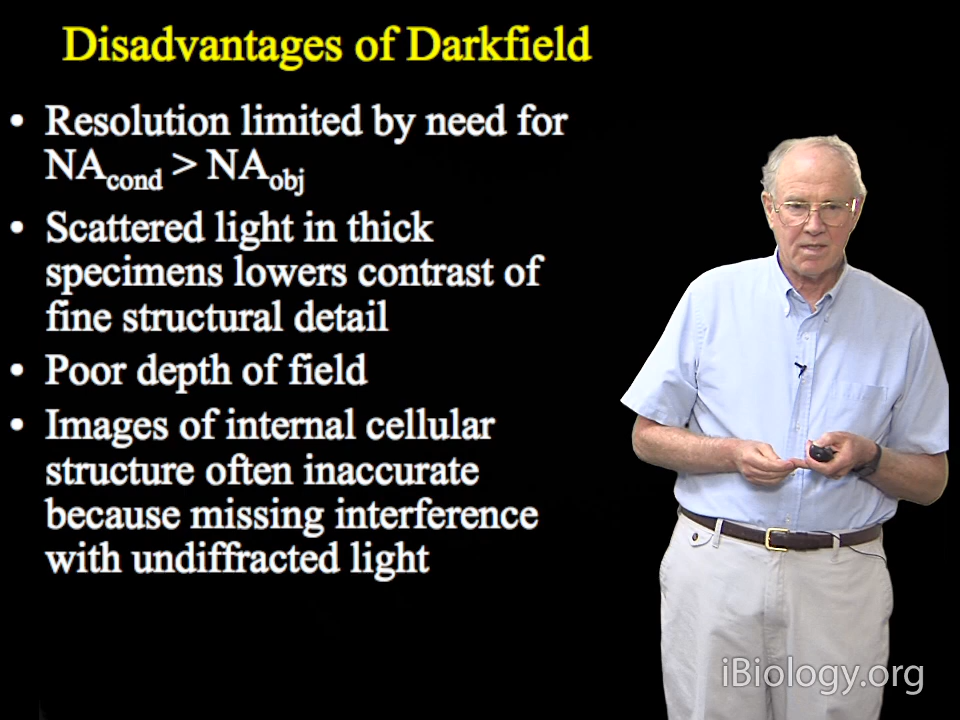 Disadvantages of Darkfield
• Resolution limited by need for
NAcond > NAobj
• Scattered light in thick
specimens lowers contrast of
fine structural detail
• Poor depth of field
• Images of internal cellular
structure often inaccurate
because missing interference
with undiffracted light
iBiology.org